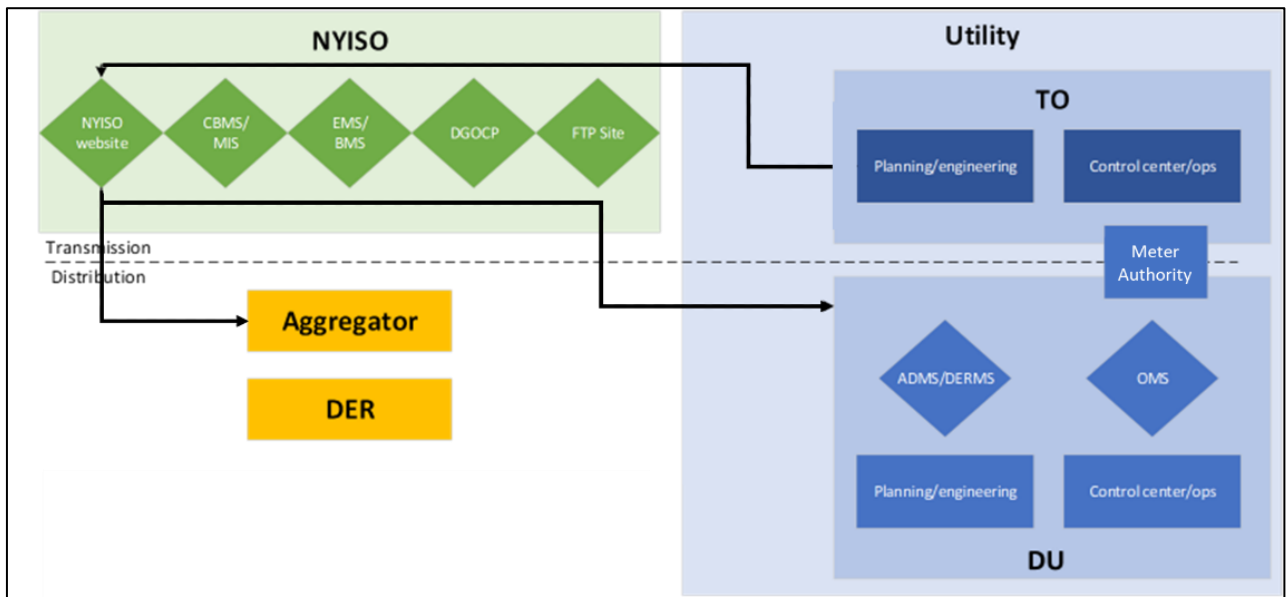 NYISO
Utility
TO
NYISO
website
CBMS/
MIS
EMS/
BMS
DGOCP
FTP Site
Planning/engineering
Control center/ops
Transmission
Distribution
Meter
Authority
Aggregator
DER
ADMS/DERMS
OMS
Planning/engineering
Control center/ops
DU